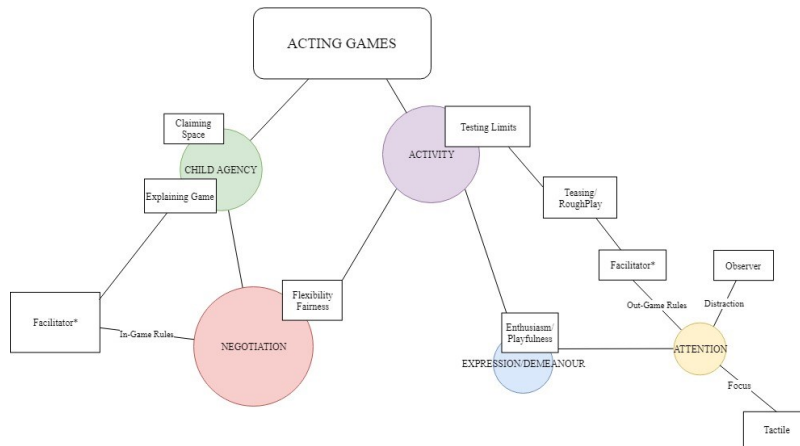 ACTING GAMES
Claiming
Space
Testing Limits
CHILD AGENCY
ACTIVITY
Explaining Game
Teasing/
RoughPlay
Facilitator*
Observer
Flexibility
Fairness
Out-Game Rules
Distraction
Facilitator*
In-Game Rules
NEGOTIATION
Enthusiasm/
Playfulness
EXPRESSION/DEMEANOUR
ATTENTION
Focus
Tactile